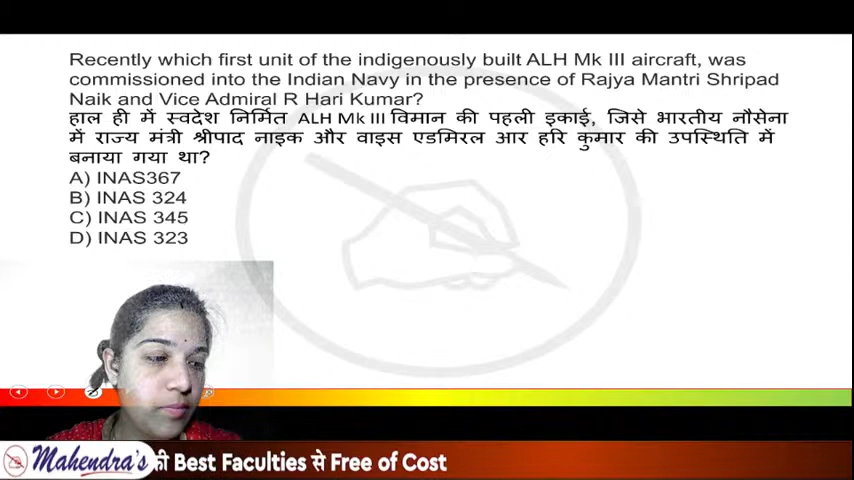 Recently which first unit of the indigenously built ALH Mk III aircraft, was
commissioned into the Indian Navy in the presence of Rajya Mantri Shripad
Naik and Vice Admiral R Hari Kumar?
हाल ही में स्वदेश निर्मित ALH Mk III विमान की पहली इकाई, जिसे भारतीय नौसेना
में राज्य मंत्री श्रीपाद नाइक और वाइस एडमिरल आर हरि कुमार की उपस्थिति में
बनाया गया था?
A) INAS367
B) INAS 324
C) INAS 345
D) INAS 323
Mahendra's की Best Faculties से Free of Cost